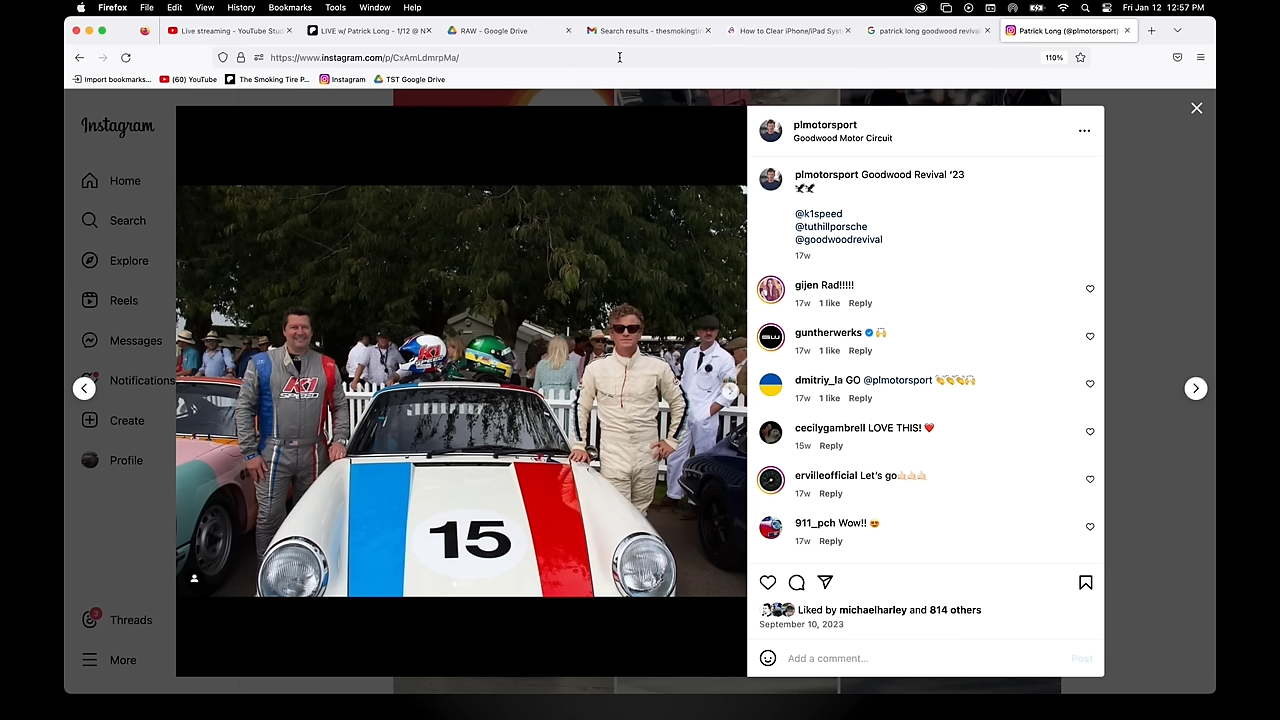 Firefox File Edit View History Bookmarks Tools Window Help
Fri Jan 12 12:57 PM
Live streaming - YouTube Stud
LIVE w/ Patrick Long - 1/12 @ N
RAW - Google Drive
Search results - thesmokingtir
How to Clear iPhone/iPad Sys
patrick long goodwood revival
Patrick Long (@plmotorsport)
https://www.instagram.com/p/CxAmLdmrpMa/
110%
Import bookmarks...
(60) YouTube
The Smoking Tire P...
Instagram
TST Google Drive
Instagram
Home
Search
Explore
Reels
Messages
Notifications
Create
Profile
3
Threads
More
K1
SPEED
K1
SPEED
15
plmotorsport
Goodwood Motor Circuit
plmotorsport Goodwood Revival ‘23
@k1speed
@tuthillporsche
@goodwoodrevival
17w
gijen Rad!!!!!
17w 1 like Reply
guntherwerks
17w 1 like Reply
dmitriy_la GO @plmotorsport 👏👏👏🙌
17w 1 like Reply
cecilygambrell LOVE THIS! ❤️
15w Reply
ervilleofficial Let's go🤙🏻🤙🏻🤙🏻
17w Reply
911_pch Wow!! 😍
17w Reply
Liked by michaelharley and 814 others
September 10, 2023
Add a comment...
Post